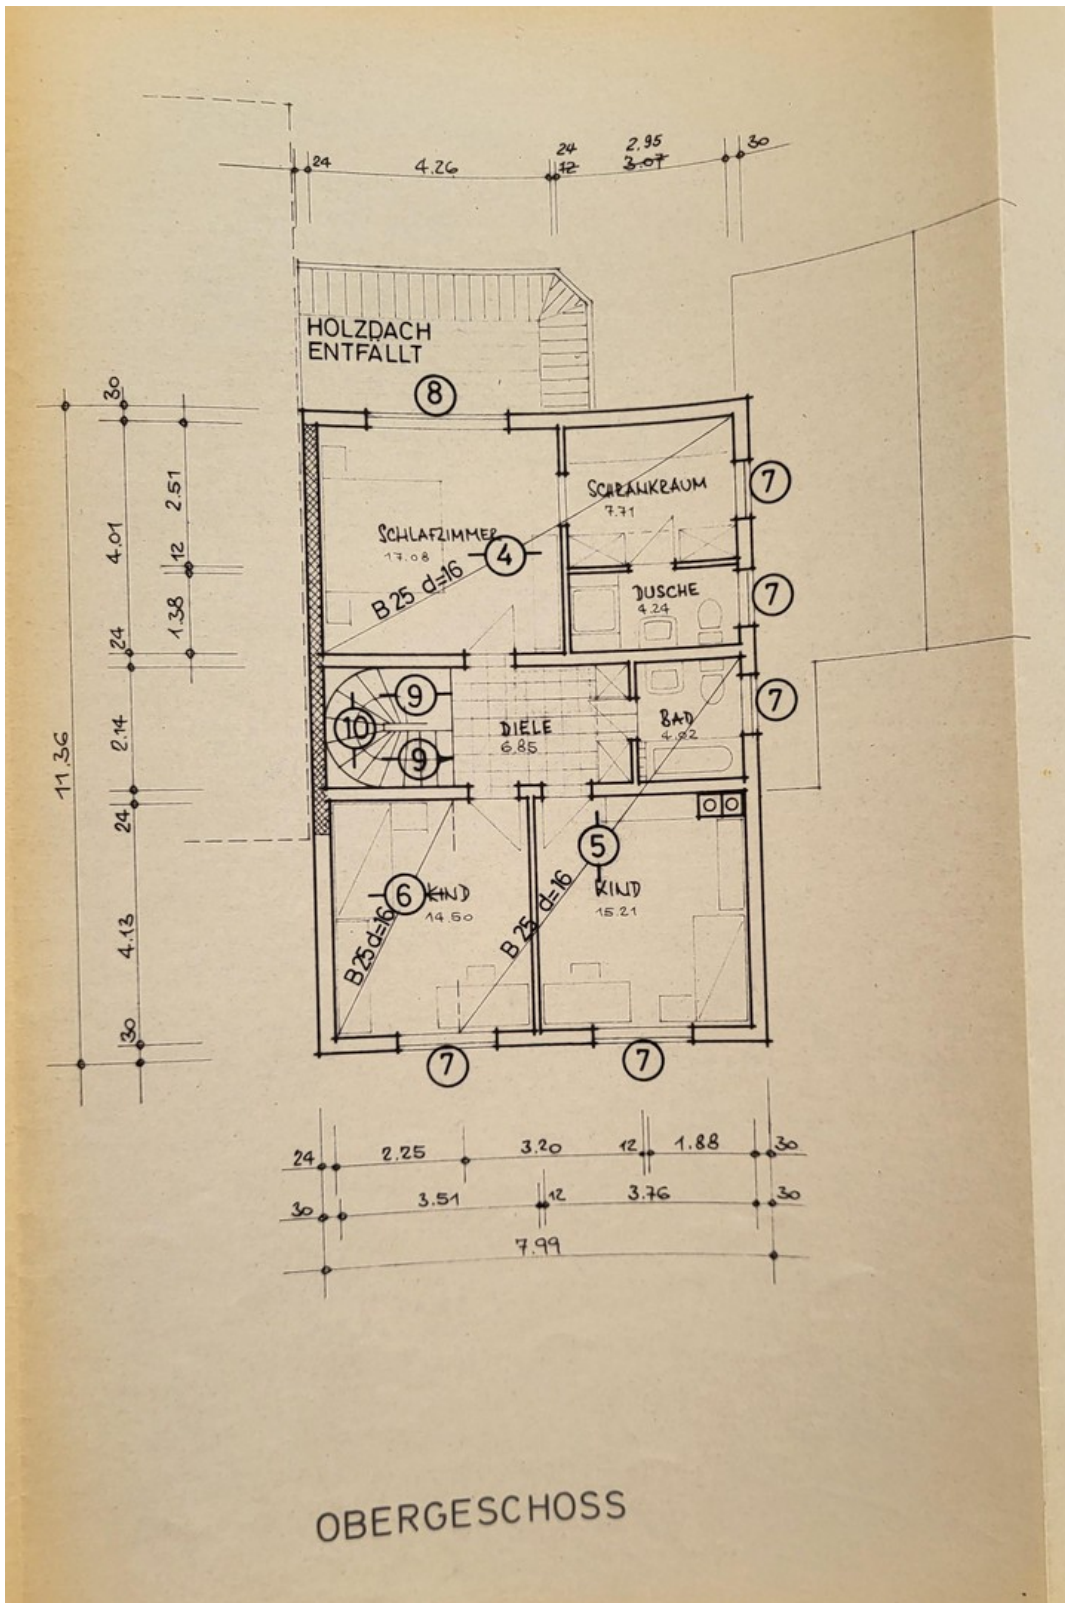 24 4.26 24 2.95 30
12 3.07
HOLZDACH
ENTFÄLLT
8
30
4.01
24
2.14
24
4.13
30
2.51
12
1.38
11.36
SCHLAFZIMMER
17.08
4
B 25 d=16
SCHRANKRAUM
7.71
7
DUSCHE
4.24
7
9
10
9
DIELE
6.85
BAD
4.02
7
6
KIND
14.50
B 25 d=16
5
KIND
15.21
B 25 d=16
7
7
24 2.25 3.20 12 1.88 30
30 3.51 12 3.76 30
7.99
OBERGESCHOSS